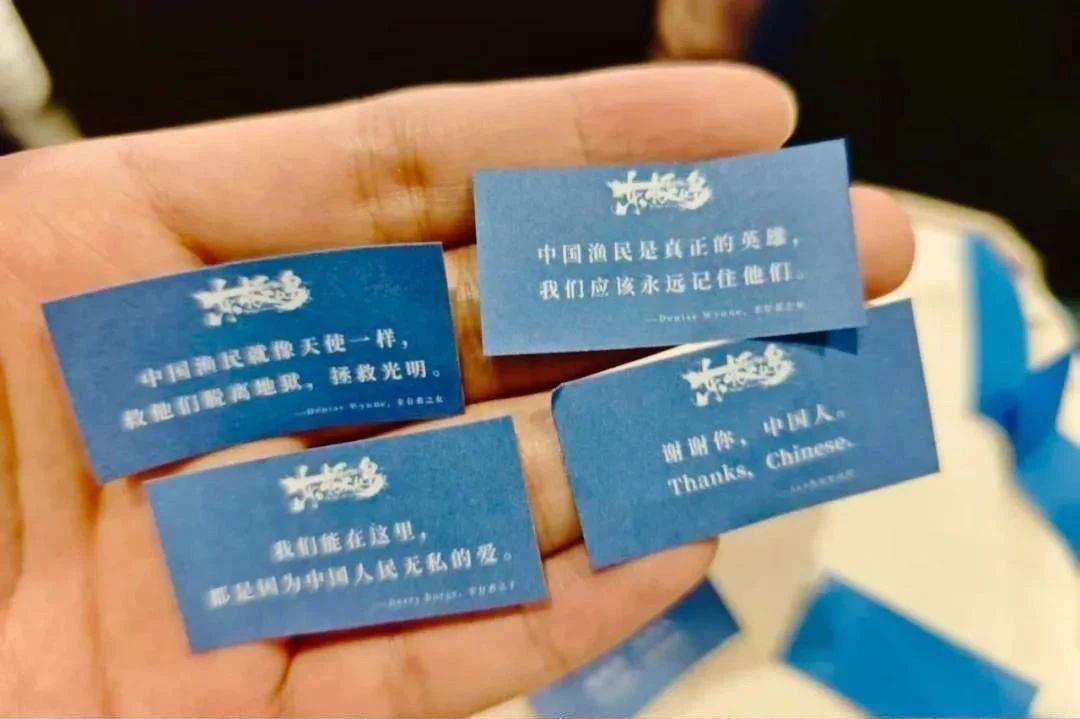 东极岛
中国渔民是真正的英雄，
我们应该永远记住他们。
—Denise Wynne，
东极岛
中国渔民就像天使一样，
救他们脱离地狱，拯救光明。
—Denise Wynne，
东极岛
谢谢你，中国人。
Thanks, Chinese.
东极岛
我们能在这里，
都是因为中国人民无私的爱。